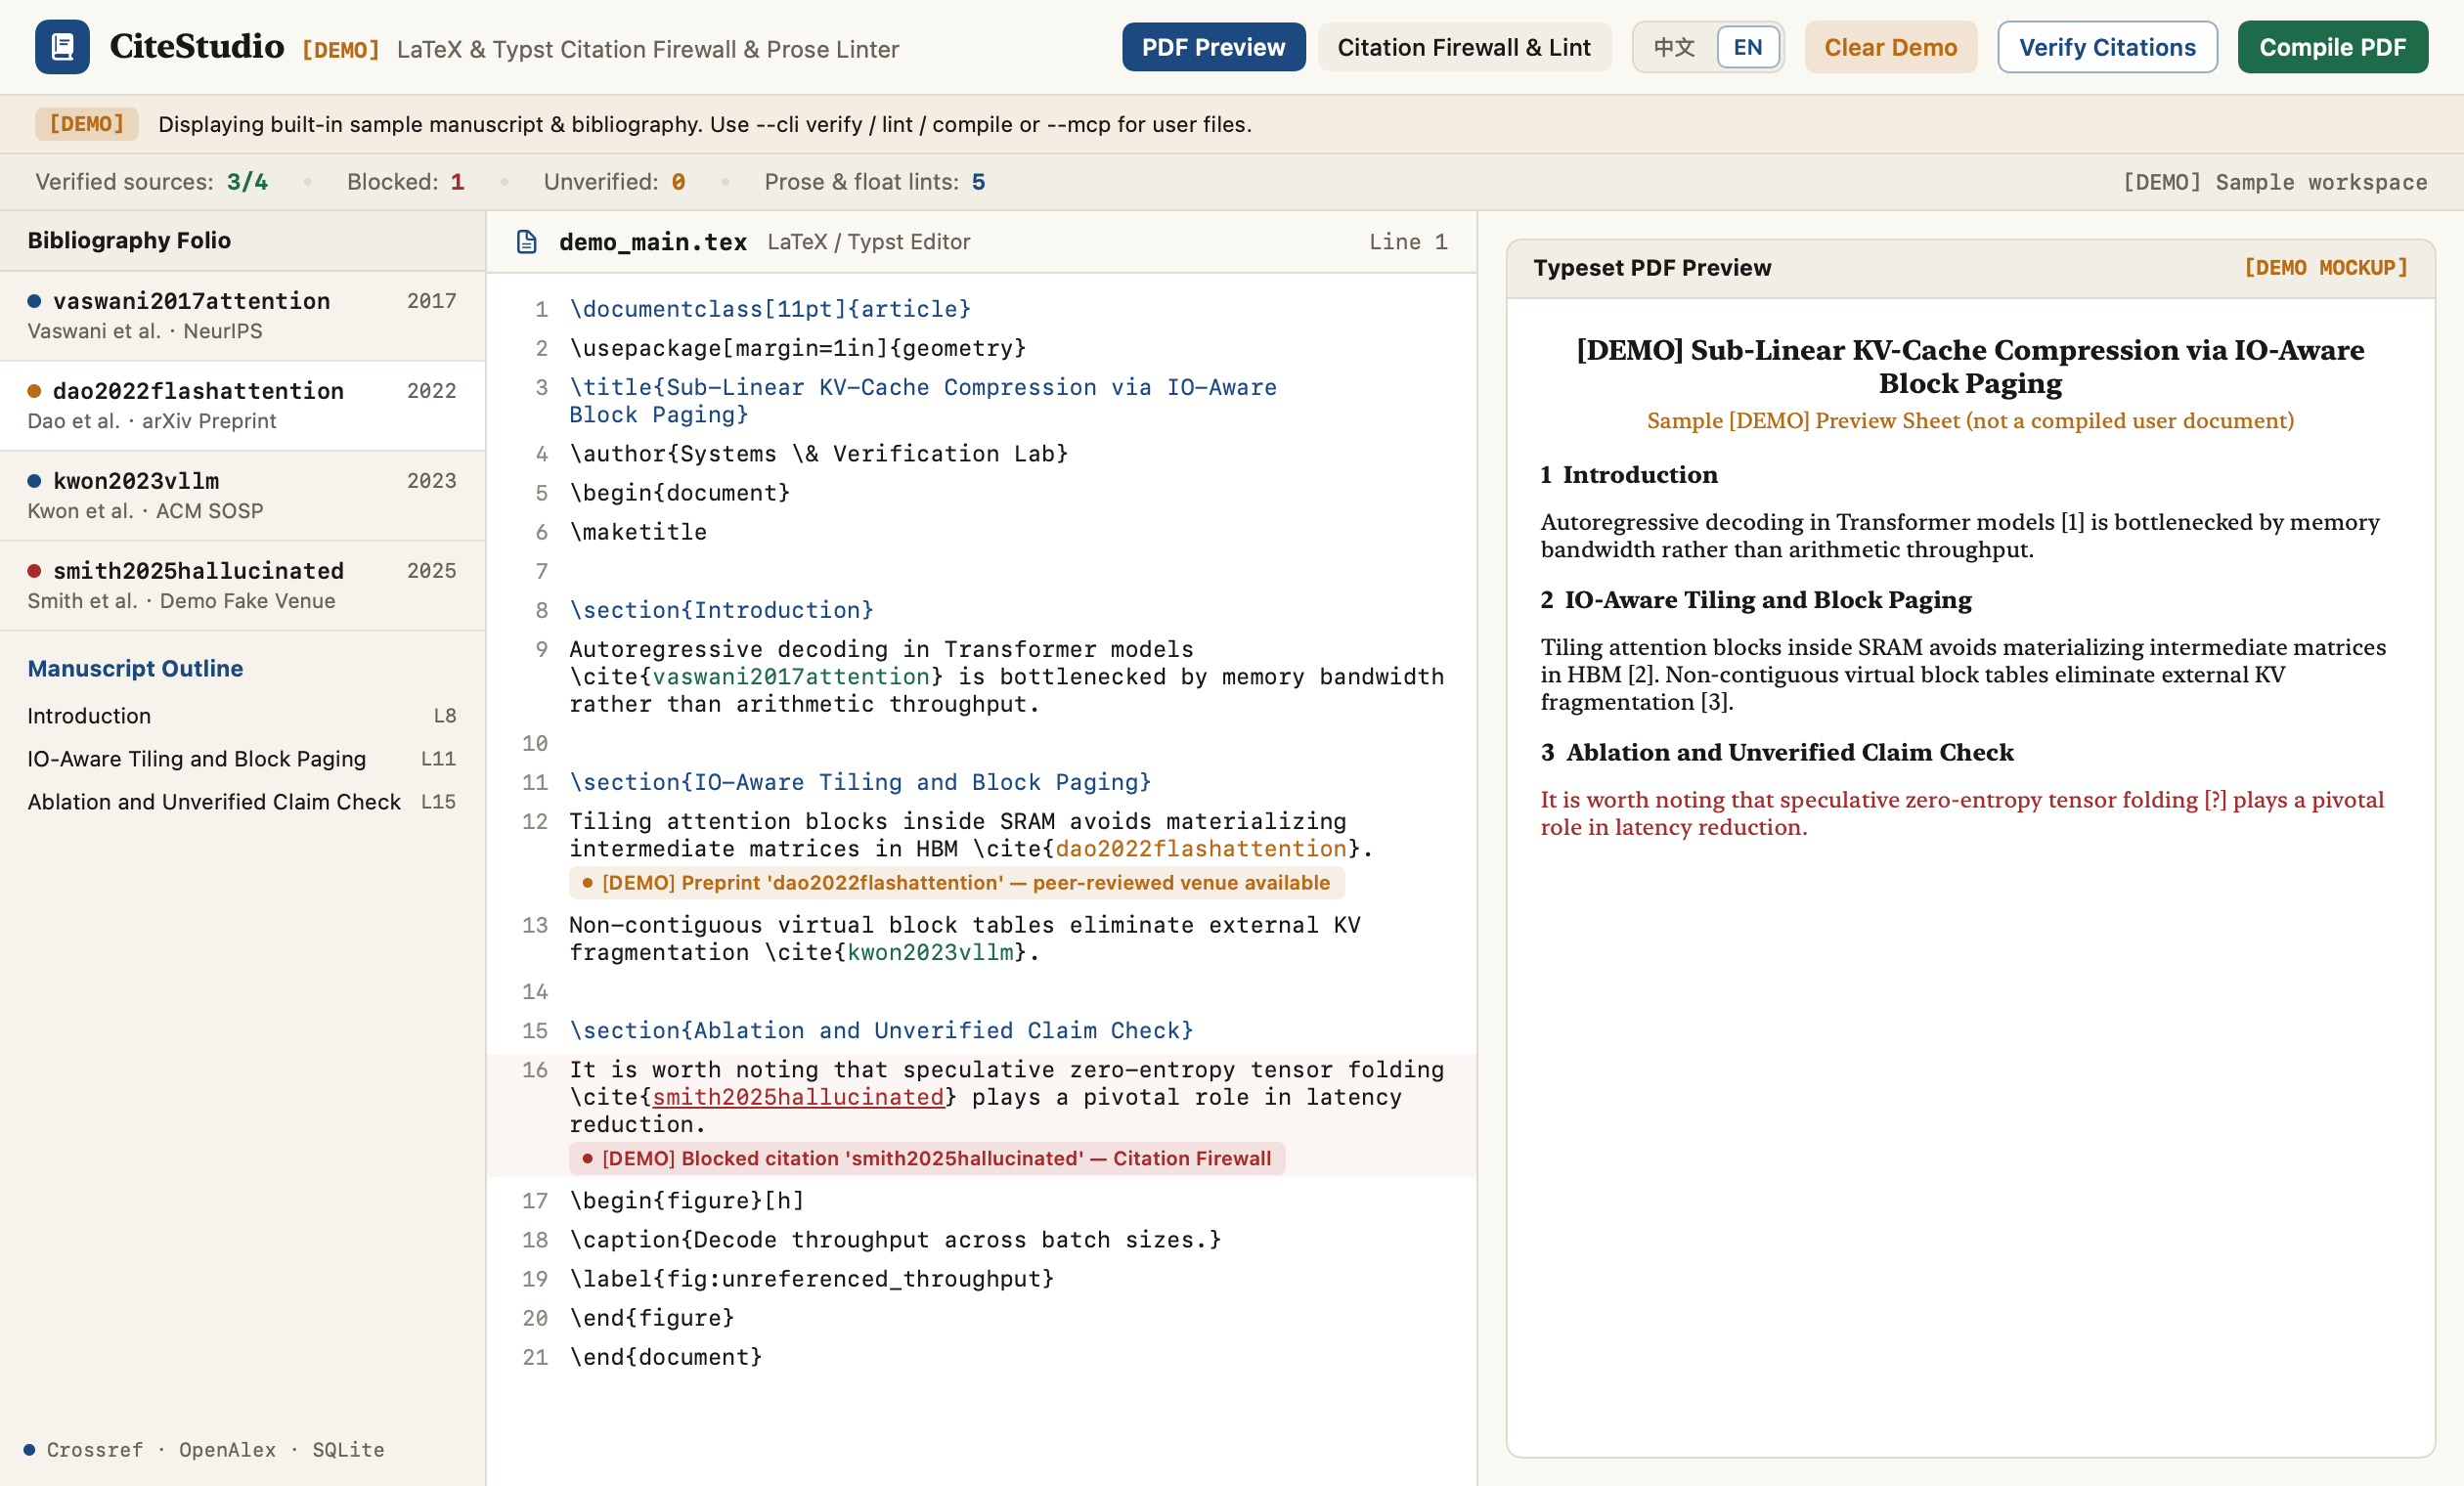 CiteStudio [DEMO] LaTeX & Typst Citation Firewall & Prose Linter
PDF Preview
Citation Firewall & Lint
中文
EN
Clear Demo
Verify Citations
Compile PDF
[DEMO] Displaying built-in sample manuscript & bibliography. Use --cli verify / lint / compile or --mcp for user files.
Verified sources: 3/4 • Blocked: 1 • Unverified: 0 • Prose & float lints: 5
[DEMO] Sample workspace
Bibliography Folio
vaswani2017attention 2017
Vaswani et al. · NeurIPS
dao2022flashattention 2022
Dao et al. · arXiv Preprint
kwon2023vllm 2023
Kwon et al. · ACM SOSP
smith2025hallucinated 2025
Smith et al. · Demo Fake Venue
Manuscript Outline
Introduction L8
IO-Aware Tiling and Block Paging L11
Ablation and Unverified Claim Check L15
Crossref · OpenAlex · SQLite
demo_main.tex LaTeX / Typst Editor Line 1
1 \documentclass[11pt]{article}
2 \usepackage[margin=1in]{geometry}
3 \title{Sub-Linear KV-Cache Compression via IO-Aware
Block Paging}
4 \author{Systems \& Verification Lab}
5 \begin{document}
6 \maketitle
7
8 \section{Introduction}
9 Autoregressive decoding in Transformer models
\cite{vaswani2017attention} is bottlenecked by memory bandwidth
rather than arithmetic throughput.
10
11 \section{IO-Aware Tiling and Block Paging}
12 Tiling attention blocks inside SRAM avoids materializing
intermediate matrices in HBM \cite{dao2022flashattention}.
• [DEMO] Preprint 'dao2022flashattention' — peer-reviewed venue available
13 Non-contiguous virtual block tables eliminate external KV
fragmentation \cite{kwon2023vllm}.
14
15 \section{Ablation and Unverified Claim Check}
16 It is worth noting that speculative zero-entropy tensor folding
\cite{smith2025hallucinated} plays a pivotal role in latency
reduction.
• [DEMO] Blocked citation 'smith2025hallucinated' — Citation Firewall
17 \begin{figure}[h]
18 \caption{Decode throughput across batch sizes.}
19 \label{fig:unreferenced_throughput}
20 \end{figure}
21 \end{document}
Typeset PDF Preview [DEMO MOCKUP]
[DEMO] Sub-Linear KV-Cache Compression via IO-Aware
Block Paging
Sample [DEMO] Preview Sheet (not a compiled user document)
1 Introduction
Autoregressive decoding in Transformer models [1] is bottlenecked by memory
bandwidth rather than arithmetic throughput.
2 IO-Aware Tiling and Block Paging
Tiling attention blocks inside SRAM avoids materializing intermediate matrices
in HBM [2]. Non-contiguous virtual block tables eliminate external KV
fragmentation [3].
3 Ablation and Unverified Claim Check
It is worth noting that speculative zero-entropy tensor folding [?] plays a pivotal
role in latency reduction.